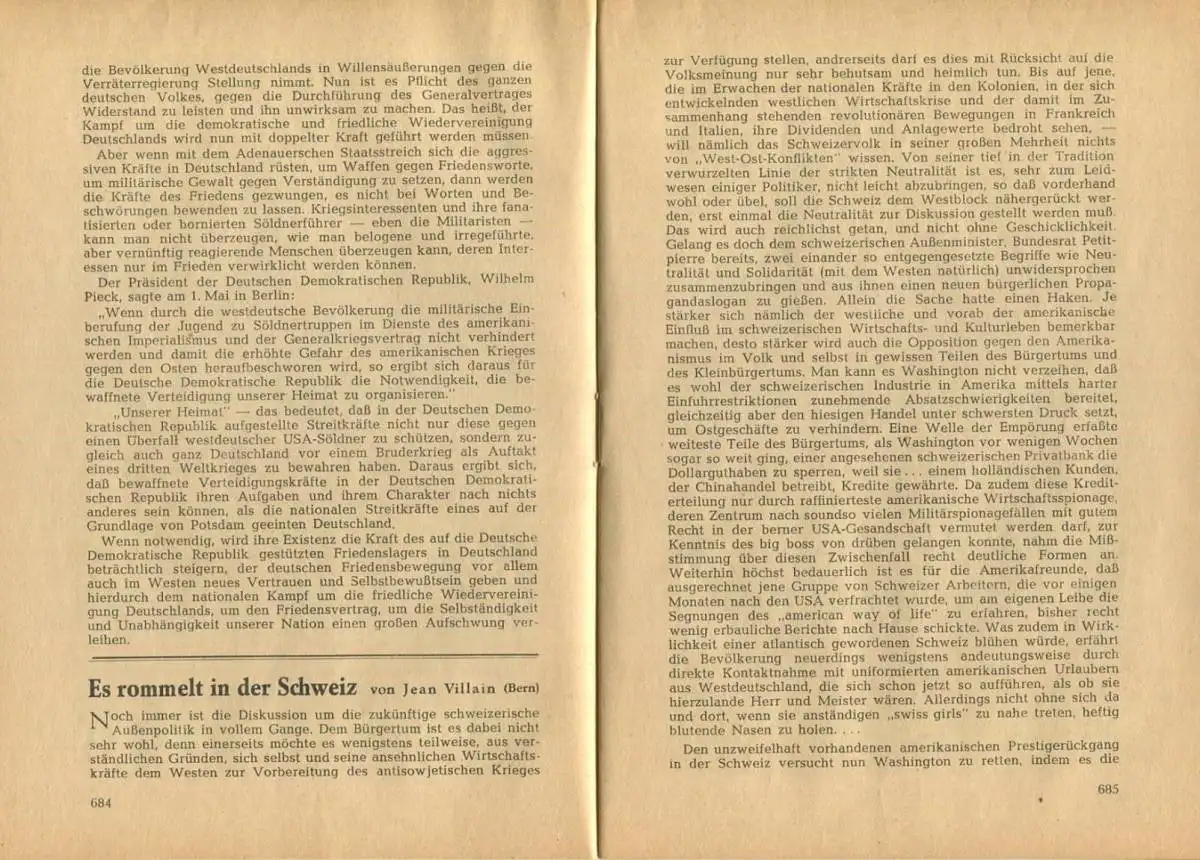 die Bevölkerung Westdeutschlands in Willensäußerungen gegen die
Verräterregierung Stellung nimmt. Nun ist es Pflicht des ganzen
deutschen Volkes, gegen die Durchführung des Generalvertrages
Widerstand zu leisten und ihn unwirksam zu machen. Das heißt, der
Kampf um die demokratische und friedliche Wiedervereinigung
Deutschlands wird nun mit doppelter Kraft geführt werden müssen.
Aber wenn mit dem Adenauerschen Staatsstreich sich die aggres-
siven Kräfte in Deutschland rüsten, um Waffen gegen Friedensworte,
um militärische Gewalt gegen Verständigung zu setzen, dann werden
die Kräfte des Friedens gezwungen, es nicht bei Worten und Be-
schwörungen bewenden zu lassen. Kriegsinteressenten und ihre fana-
tisierten oder bornierten Söldnerführer — eben die Militaristen —
kann man nicht überzeugen, wie man belogene und irregeführte,
aber vernünftig reagierende Menschen überzeugen kann, deren Inter-
essen nur im Frieden verwirklicht werden können.
Der Präsident der Deutschen Demokratischen Republik, Wilhelm
Pieck, sagte am 1. Mai in Berlin:
„Wenn durch die westdeutsche Bevölkerung die militärische Ein-
berufung der Jugend zu Söldnertruppen im Dienste des amerikani-
schen Imperialismus und der Generalkriegsvertrag nicht verhindert
werden und damit die erhöhte Gefahr des amerikanischen Krieges
gegen den Osten heraufbeschworen wird, so ergibt sich daraus für
die Deutsche Demokratische Republik die Notwendigkeit, die be-
waffnete Verteidigung unserer Heimat zu organisieren."
„Unserer Heimat" — das bedeutet, daß in der Deutschen Demo-
kratischen Republik aufgestellte Streitkräfte nicht nur diese gegen
einen Überfall westdeutscher USA-Söldner zu schützen, sondern zu-
gleich auch ganz Deutschland vor einem Bruderkrieg als Auftakt
eines dritten Weltkrieges zu bewahren haben. Daraus ergibt sich,
daß bewaffnete Verteidigungskräfte in der Deutschen Demokrati-
schen Republik ihren Aufgaben und ihrem Charakter nach nichts
anderes sein können, als die nationalen Streitkräfte eines auf der
Grundlage von Potsdam geeinten Deutschland.
Wenn notwendig, wird ihre Existenz die Kraft des auf die Deutsche
Demokratische Republik gestützten Friedenslagers in Deutschland
beträchtlich steigern, der deutschen Friedensbewegung vor allem
auch im Westen neues Vertrauen und Selbstbewußtsein geben und
hierdurch dem nationalen Kampf um die friedliche Wiedervereini-
gung Deutschlands, um den Friedensvertrag, um die Selbständigkeit
und Unabhängigkeit unserer Nation einen großen Aufschwung ver-
leihen.
Es rommelt in der Schweiz von Jean Villain (Bern)
Noch immer ist die Diskussion um die zukünftige schweizerische
Außenpolitik in vollem Gange. Dem Bürgertum ist es dabei nicht
sehr wohl, denn einerseits möchte es wenigstens teilweise, aus ver-
ständlichen Gründen, sich selbst und seine ansehnlichen Wirtschafts-
kräfte dem Westen zur Vorbereitung des antisowjetischen Krieges
684
zur Verfügung stellen, andrerseits darf es dies mit Rücksicht auf die
Volksmeinung nur sehr behutsam und heimlich tun. Bis auf jene,
die im Erwachen der nationalen Kräfte in den Kolonien, in der sich
entwickelnden westlichen Wirtschaftskrise und der damit im Zu-
sammenhang stehenden revolutionären Bewegungen in Frankreich
und Italien, ihre Dividenden und Anlagewerte bedroht sehen, —
will nämlich das Schweizervolk in seiner großen Mehrheit nichts
von „West-Ost-Konflikten" wissen. Von seiner tief in der Tradition
verwurzelten Linie der strikten Neutralität ist es, sehr zum Leid-
wesen einiger Politiker, nicht leicht abzubringen, so daß vorderhand
wohl oder übel, soll die Schweiz dem Westblock nähergerückt wer-
den, erst einmal die Neutralität zur Diskussion gestellt werden muß.
Das wird auch reichlichst getan, und nicht ohne Geschicklichkeit.
Gelang es doch dem schweizerischen Außenminister, Bundesrat Petit-
pierre bereits, zwei einander so entgegengesetzte Begriffe wie Neu-
tralität und Solidarität (mit dem Westen natürlich) unwidersprochen
zusammenzubringen und aus ihnen einen neuen bürgerlichen Propa-
gandaslogan zu gießen. Allein die Sache hatte einen Haken. Je
stärker sich nämlich der westliche und vorab der amerikanische
Einfluß im schweizerischen Wirtschafts- und Kulturleben bemerkbar
machen, desto stärker wird auch die Opposition gegen den Amerika-
nismus im Volk und selbst in gewissen Teilen des Bürgertums und
des Kleinbürgertums. Man kann es Washington nicht verzeihen, daß
es wohl der schweizerischen Industrie in Amerika mittels harter
Einfuhrrestriktionen zunehmende Absatzschwierigkeiten bereitet,
gleichzeitig aber den hiesigen Handel unter schwersten Druck setzt,
um Ostgeschäfte zu verhindern. Eine Welle der Empörung erfaßte
weiteste Teile des Bürgertums, als Washington vor wenigen Wochen
sogar so weit ging, einer angesehenen schweizerischen Privatbank die
Dollarguthaben zu sperren, weil sie . . . einem holländischen Kunden,
der Chinahandel betreibt, Kredite gewährte. Da zudem diese Kredit-
erteilung nur durch raffinierteste amerikanische Wirtschaftsspionage,
deren Zentrum nach soundso vielen Militärspionagefällen mit gutem
Recht in der berner USA-Gesandschaft vermutet werden darf, zur
Kenntnis des big boss von drüben gelangen konnte, nahm die Miß-
stimmung über diesen Zwischenfall recht deutliche Formen an.
Weiterhin höchst bedauerlich ist es für die Amerikafreunde, daß
ausgerechnet jene Gruppe von Schweizer Arbeitern, die vor einigen
Monaten nach den USA verfrachtet wurde, um am eigenen Leibe die
Segnungen des „american way of life" zu erfahren, bisher recht
wenig erbauliche Berichte nach Hause schickte. Was zudem in Wirk-
lichkeit einer atlantisch gewordenen Schweiz blühen würde, erfährt
die Bevölkerung neuerdings wenigstens andeutungsweise durch
direkte Kontaktnahme mit uniformierten amerikanischen Urlaubern
aus Westdeutschland, die sich schon jetzt so aufführen, als ob sie
hierzulande Herr und Meister wären. Allerdings nicht ohne sich da
und dort, wenn sie anständigen „swiss girls" zu nahe treten, heftig
blutende Nasen zu holen. . . .
Den unzweifelhaft vorhandenen amerikanischen Prestigerückgang
in der Schweiz versucht nun Washington zu retten, indem es die
685